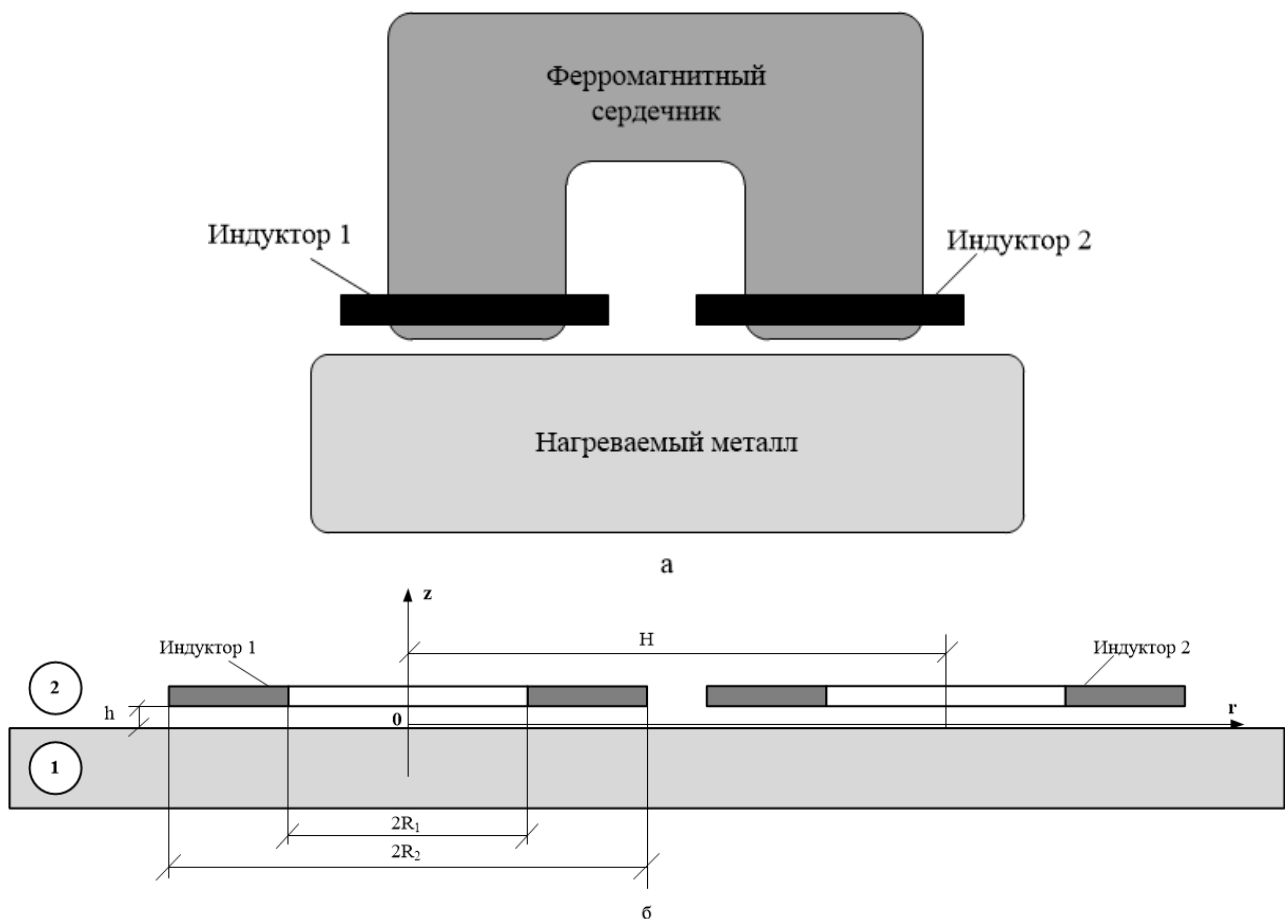 Ферромагнитный
сердечник
Индуктор 1
Индуктор 2
Нагреваемый металл
а
z
H
Индуктор 1
Индуктор 2
2
h
0
r
1
2R₁
2R₂
б